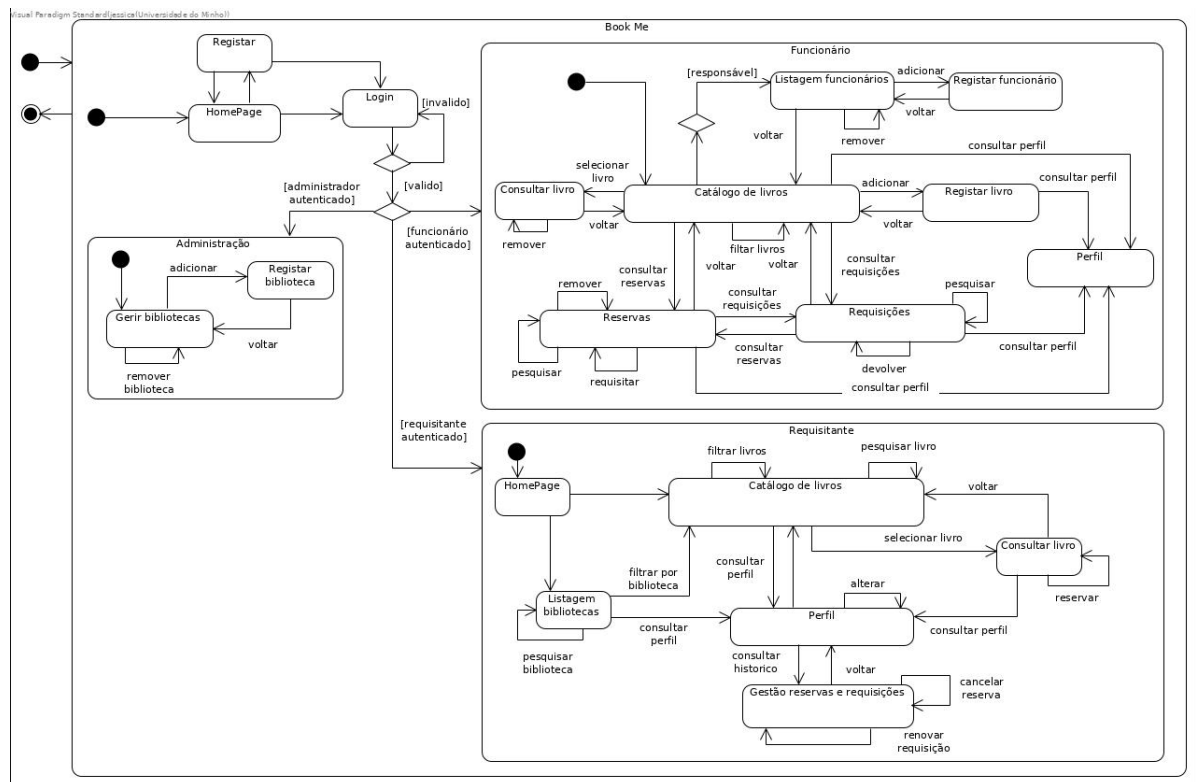 Visual Paradigm Standard(jessica(Universidade do Minho))
Book Me
Registar
HomePage
Login
[invalido]
[valido]
[administrador
autenticado]
[funcionário
autenticado]
[requisitante
autenticado]
Administração
adicionar
Registar
biblioteca
Gerir bibliotecas
voltar
remover
biblioteca
Funcionário
[responsável]
Listagem funcionários
adicionar
Registar funcionário
voltar
remover
voltar
consultar perfil
selecionar
livro
Consultar livro
Catálogo de livros
adicionar
Registar livro
consultar perfil
voltar
voltar
remover
filtar livros
voltar
voltar
consultar
reservas
consultar
requisições
Perfil
remover
consultar
requisições
pesquisar
Reservas
Requisições
consultar
reservas
consultar perfil
pesquisar
requisitar
devolver
consultar perfil
Requisitante
HomePage
filtrar livros
pesquisar livro
Catálogo de livros
voltar
selecionar livro
Consultar livro
consultar
perfil
filtrar por
biblioteca
alterar
reservar
Listagem
bibliotecas
Perfil
consultar
perfil
consultar perfil
pesquisar
biblioteca
consultar
historico
voltar
Gestão reservas e requisições
cancelar
reserva
renovar
requisição